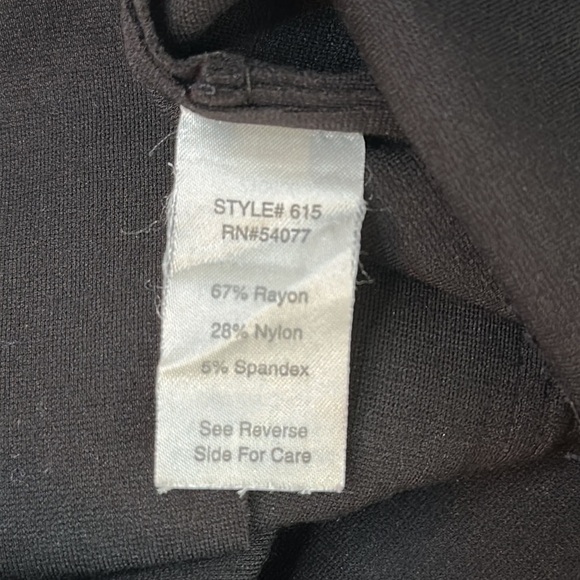 STYLE# 615
RN#54077
67% Rayon
28% Nylon
5% Spandex
See Reverse
Side For Care